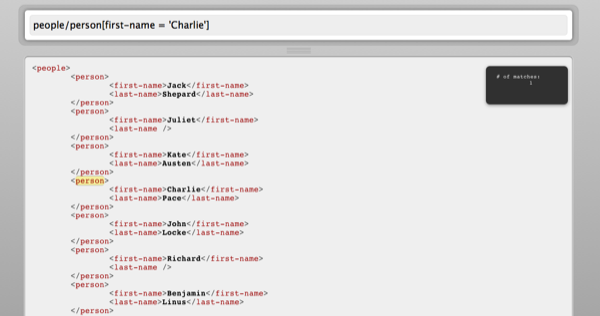 people/person[first-name = 'Charlie']
# of matches:
1
<people>
<person>
<first-name>Jack</first-name>
<last-name>Shepard</last-name>
</person>
<person>
<first-name>Juliet</first-name>
<last-name />
</person>
<person>
<first-name>Kate</first-name>
<last-name>Austen</last-name>
</person>
<person>
<first-name>Charlie</first-name>
<last-name>Pace</last-name>
</person>
<person>
<first-name>John</first-name>
<last-name>Locke</last-name>
</person>
<person>
<first-name>Richard</first-name>
<last-name />
</person>
<person>
<first-name>Benjamin</first-name>
<last-name>Linus</last-name>
</person>